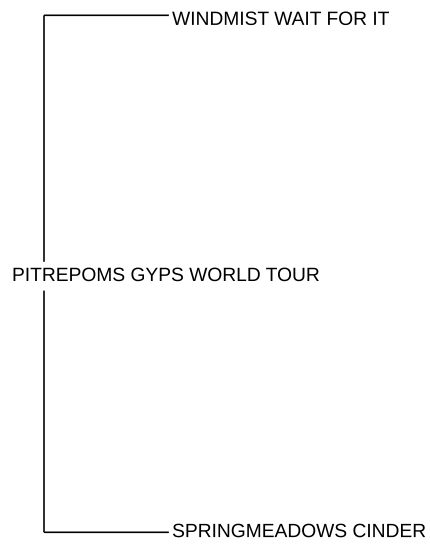 WINDMIST WAIT FOR IT
PITREPOMS GYPS WORLD TOUR
SPRINGMEADOWS CINDER